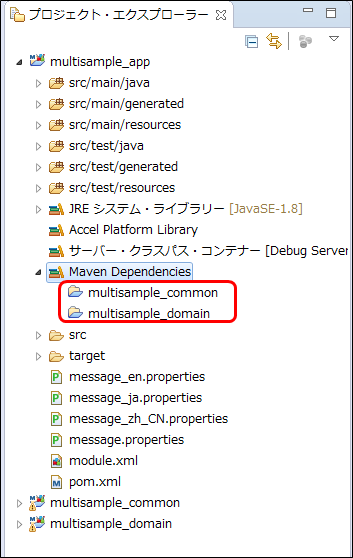 プロジェクト・エクスプローラー
multisample_app
src/main/java
src/main/generated
src/main/resources
src/test/java
src/test/generated
src/test/resources
JRE システム・ライブラリー [JavaSE-1.8]
Accel Platform Library
サーバー・クラスパス・コンテナー [Debug Server
Maven Dependencies
multisample_common
multisample_domain
src
target
message_en.properties
message_ja.properties
message_zh_CN.properties
message.properties
module.xml
pom.xml
multisample_common
multisample_domain